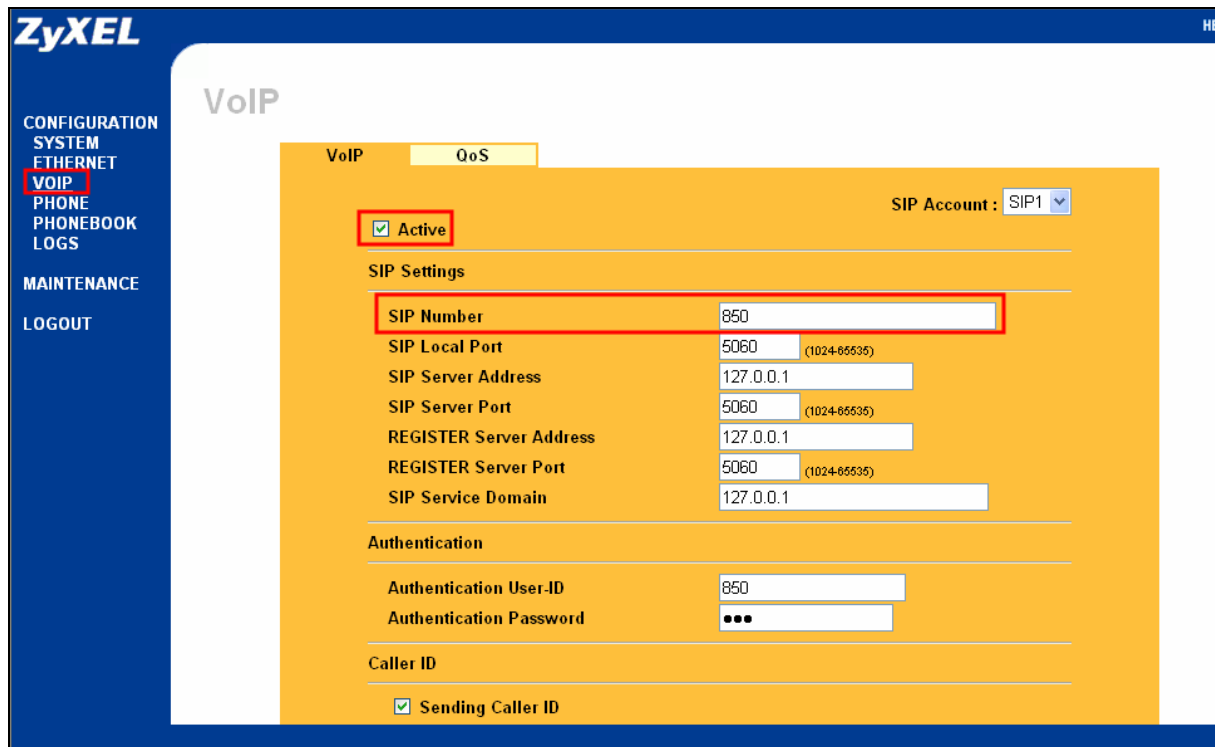 ZyXEL
HE
CONFIGURATION
SYSTEM
ETHERNET
VOIP
PHONE
PHONEBOOK
LOGS
MAINTENANCE
LOGOUT
VoIP
VoIP QoS
SIP Account : SIP1
Active
SIP Settings
SIP Number 850
SIP Local Port 5060 (1024-65535)
SIP Server Address 127.0.0.1
SIP Server Port 5060 (1024-65535)
REGISTER Server Address 127.0.0.1
REGISTER Server Port 5060 (1024-65535)
SIP Service Domain 127.0.0.1
Authentication
Authentication User-ID 850
Authentication Password ●●●
Caller ID
Sending Caller ID